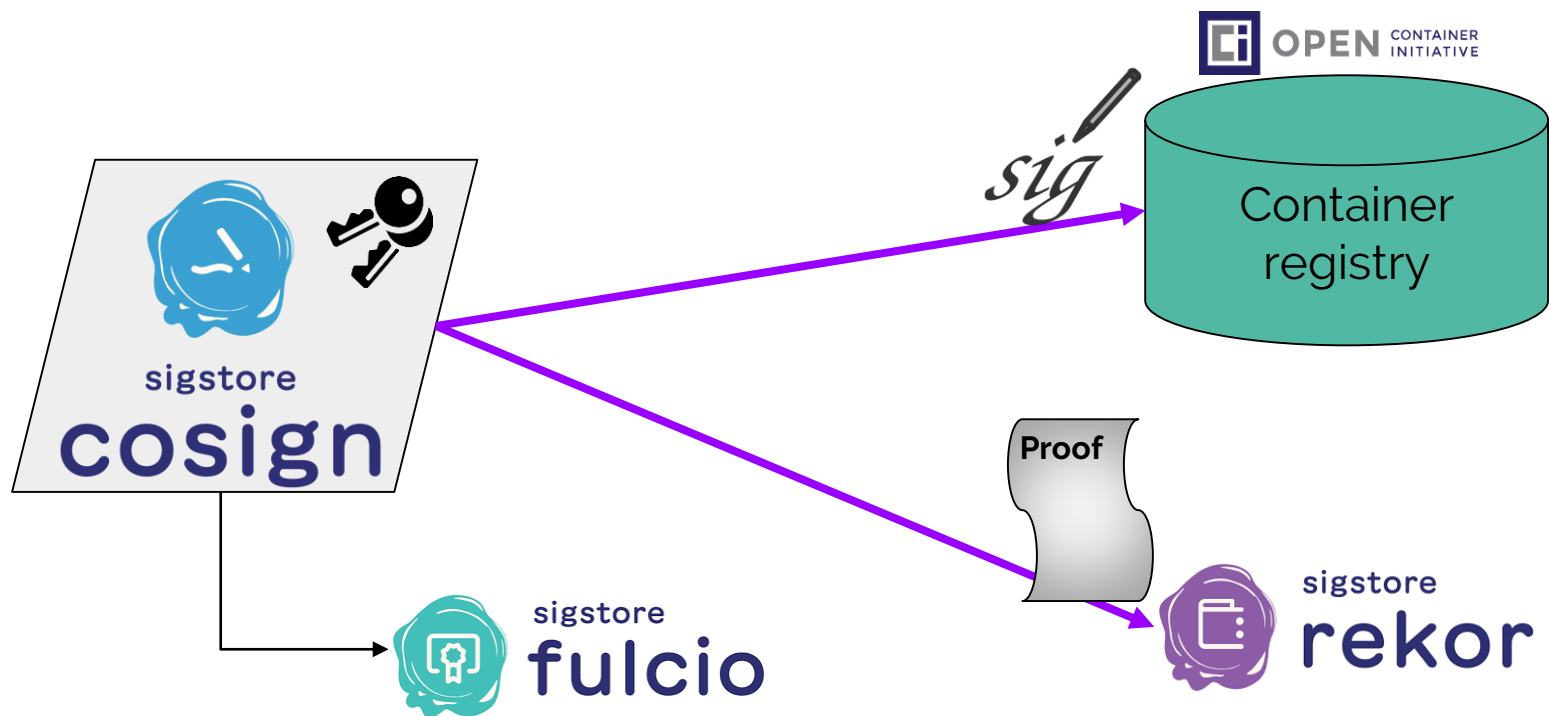 OPEN CONTAINER
INITIATIVE
sig
Container
registry
sigstore
cosign
Proof
sigstore
fulcio
sigstore
rekor